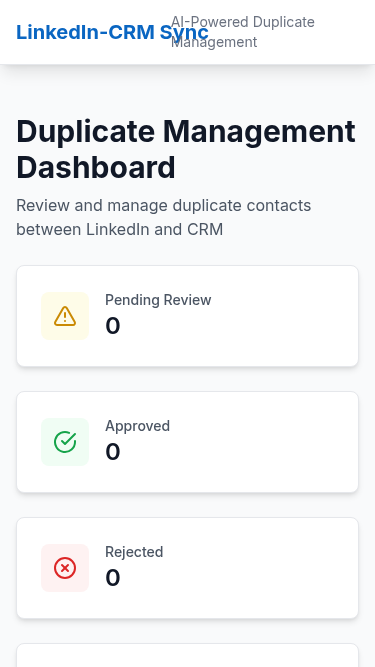 LinkedIn-CRM Sync
AI-Powered Duplicate
Management
Duplicate Management
Dashboard
Review and manage duplicate contacts
between LinkedIn and CRM
Pending Review
0
Approved
0
Rejected
0